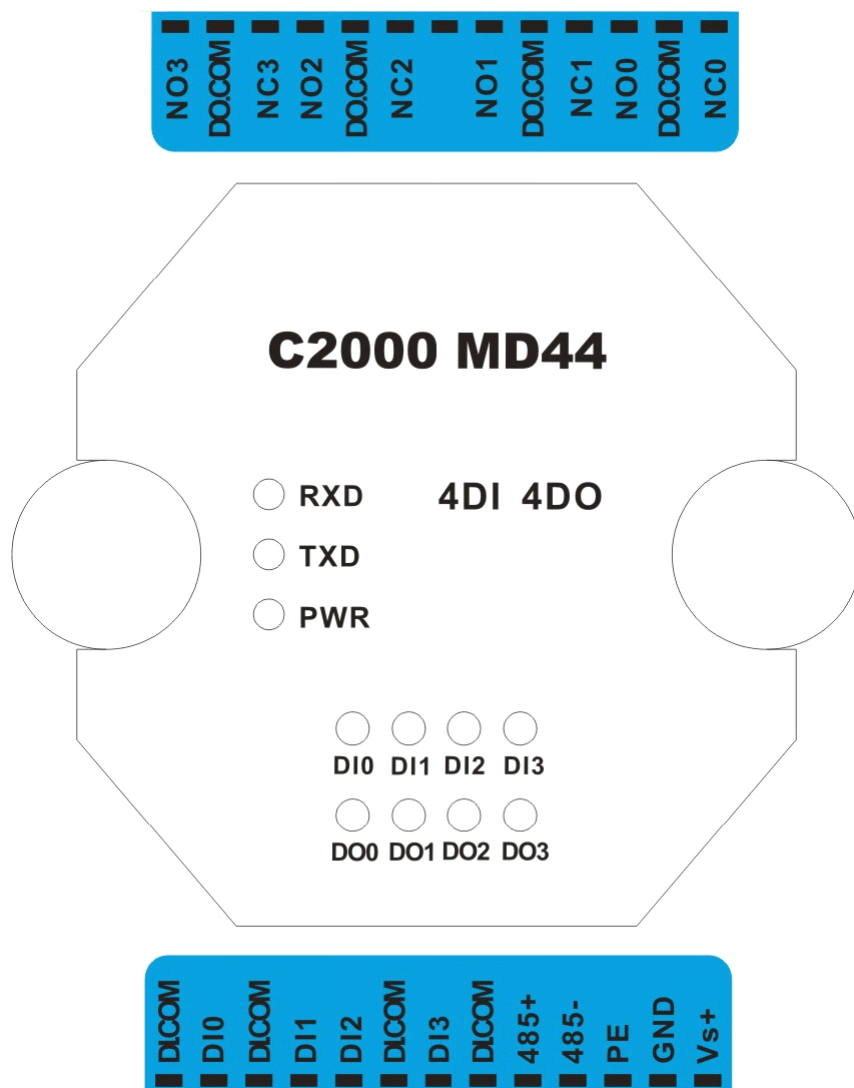 NO3 DO.COM NC3 NO2 DO.COM NC2 NO1 DO.COM NC1 NO0 DO.COM NC0
C2000 MD44
RXD 4DI 4DO
TXD
PWR
DI0 DI1 DI2 DI3
DO0 DO1 DO2 DO3
DI.COM DI0 DI.COM DI1 DI2 DI.COM DI3 DI.COM 485+ 485- PE GND Vs+